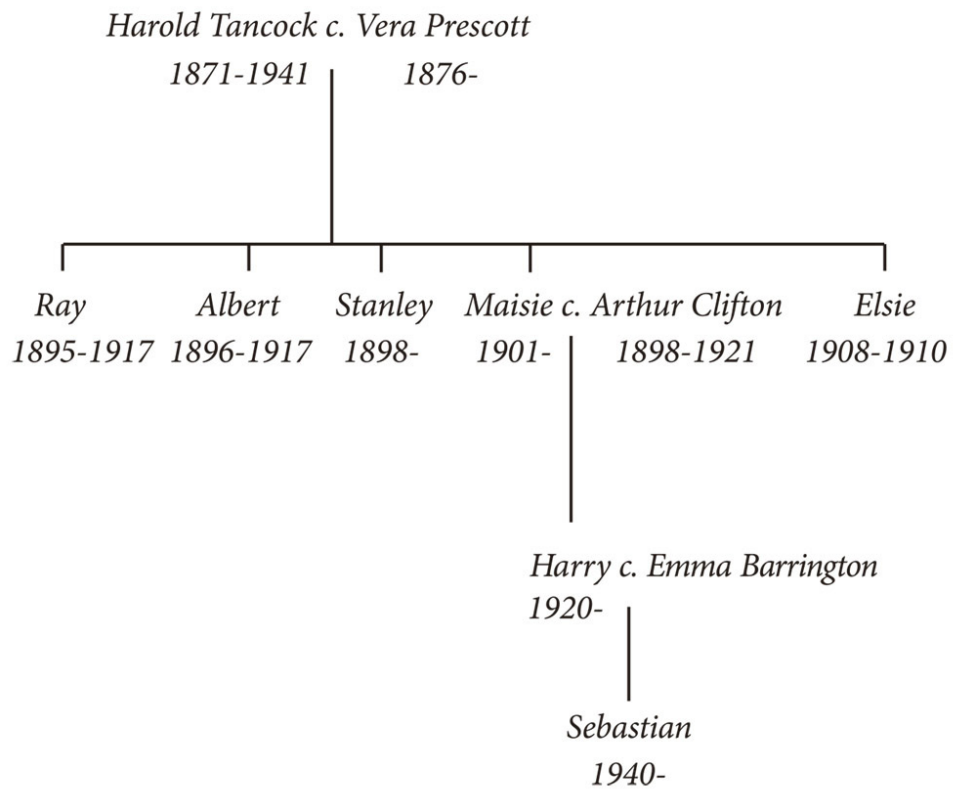 Harold Tancock c. Vera Prescott
1871-1941 1876-
Ray Albert Stanley Maisie c. Arthur Clifton Elsie
1895-1917 1896-1917 1898- 1901- 1898-1921 1908-1910
Harry c. Emma Barrington
1920-
Sebastian
1940-